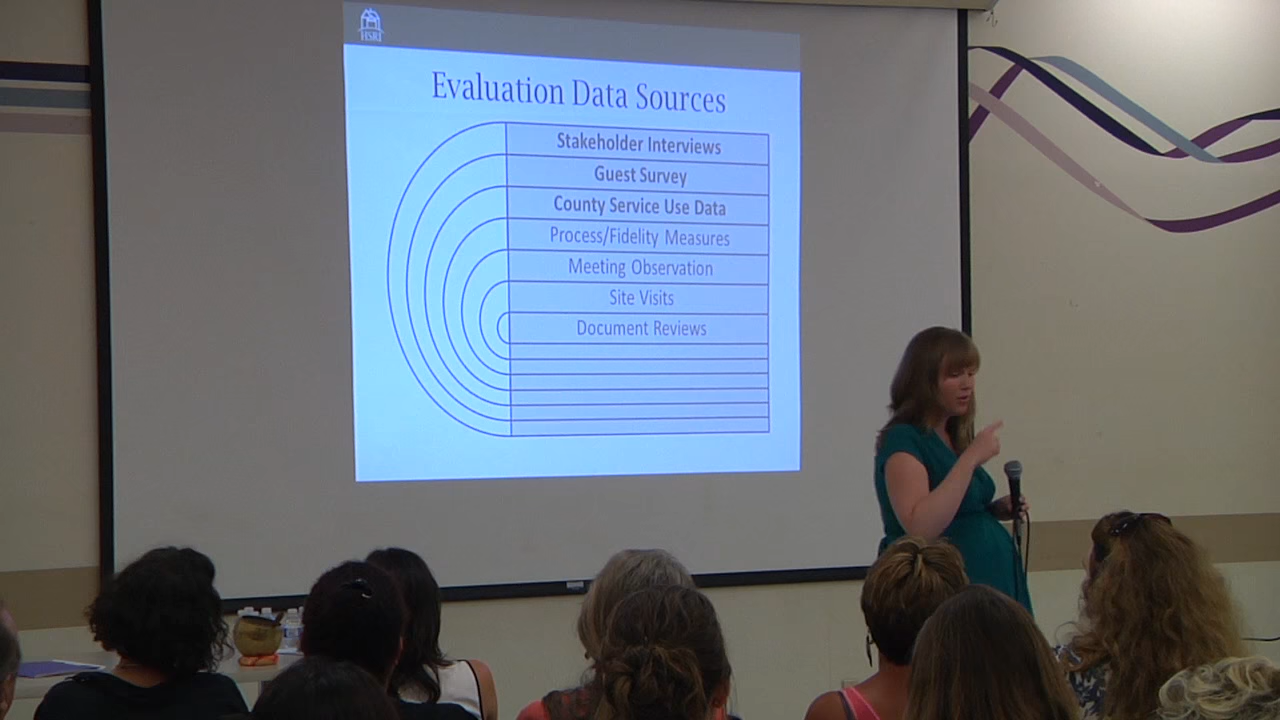 HSRI
Evaluation Data Sources
Stakeholder Interviews
Guest Survey
County Service Use Data
Process/Fidelity Measures
Meeting Observation
Site Visits
Document Reviews